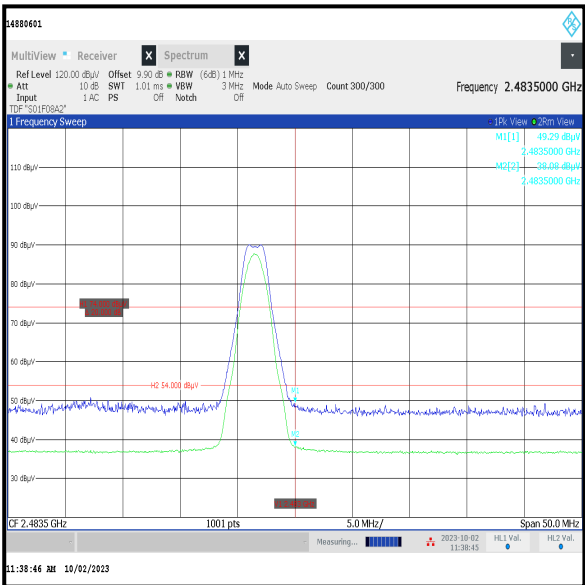 14880601
MultiView Receiver X Spectrum X
Ref Level 120.00 dBµV Offset 9.90 dB RBW (6dB) 1 MHz
Att 10 dB SWT 1.01 ms VBW 3 MHz Mode Auto Sweep Count 300/300 Frequency 2.4835000 GHz
Input 1 AC PS Off Notch Off
TDF "S01F08A2"
1 Frequency Sweep 1Pk View 2Rm View
M1[1] 49.29 dBµV
2.4835000 GHz
M2[2] 38.09 dBµV
2.4835000 GHz
110 dBµV
100 dBµV
90 dBµV
80 dBµV
70 dBµV
60 dBµV
H2 54.000 dBµV
50 dBµV
M1
40 dBµV
M2
30 dBµV
CF 2.4835 GHz 1001 pts 5.0 MHz/ Span 50.0 MHz
Measuring... 2023-10-02 HL1 Val. HL2 Val.
11:38:45
11:38:46 AM 10/02/2023